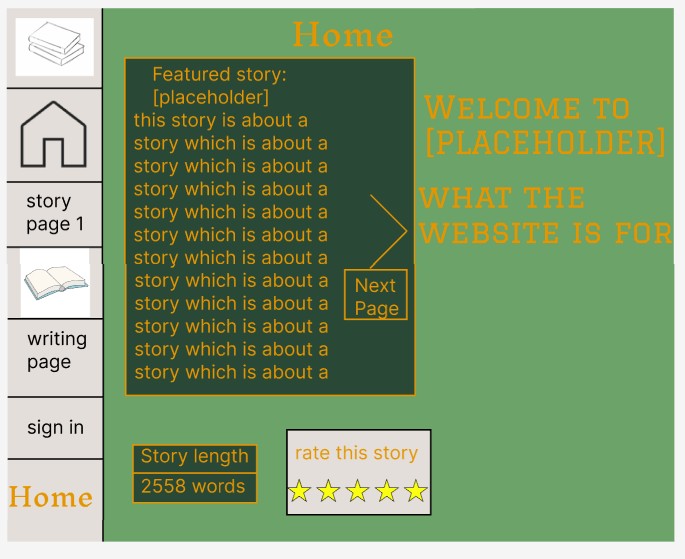 Home
Featured story:
[placeholder]
this story is about a
story which is about a
story which is about a
story which is about a
story which is about a
story which is about a
story which is about a
story which is about a
story which is about a
story which is about a
story which is about a
story which is about a
Next
Page
Welcome to
[placeholder]
what the
website is for
story
page 1
writing
page
sign in
Home
Story length
2558 words
rate this story